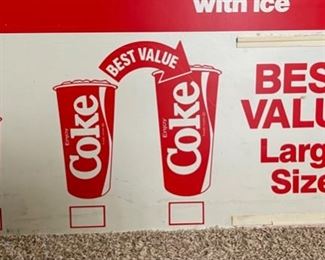 with ice
BEST VALUE
Enjoy
Coke
Enjoy
Coke
BES
VALU
Larg
Size